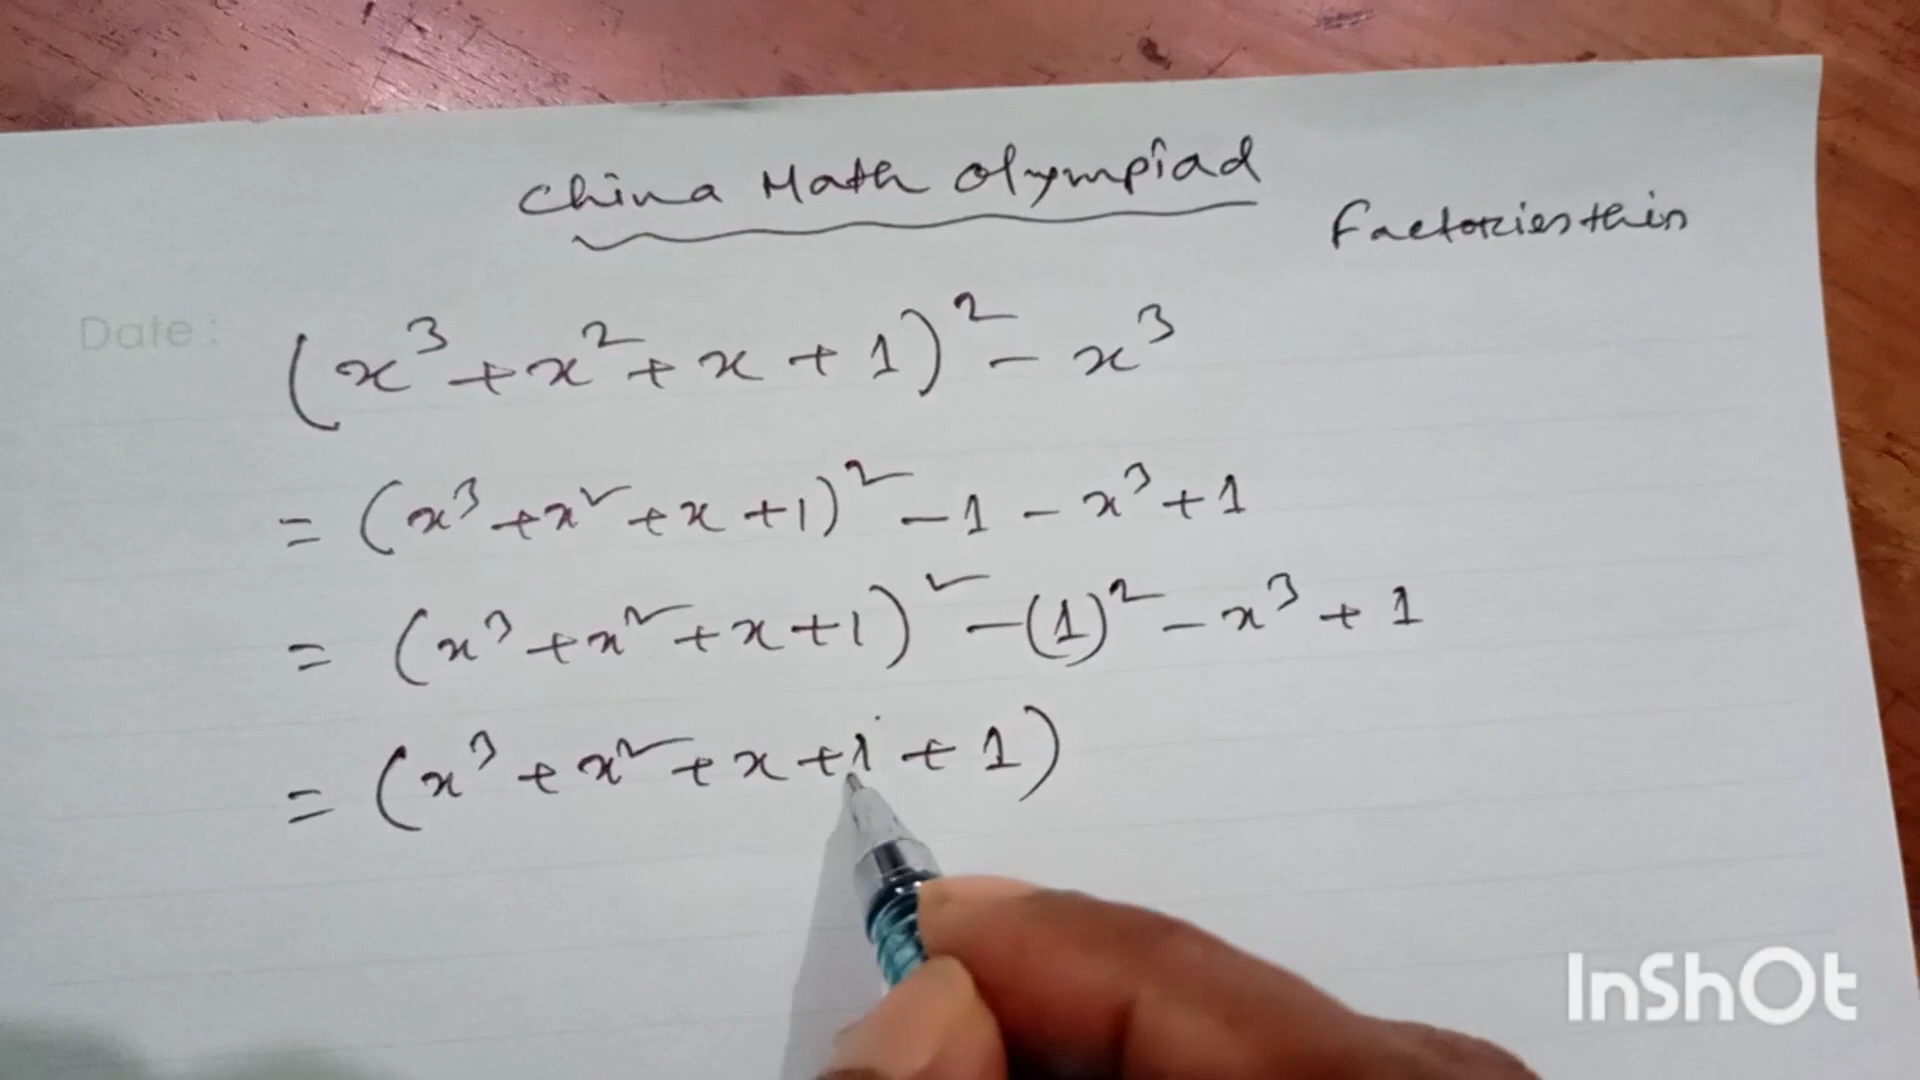 China Math Olympiad
Factories this
Date:
(x³ + x² + x + 1)² - x³
= (x³ + x² + x + 1)² - 1 - x³ + 1
= (x³ + x² + x + 1)² - (1)² - x³ + 1
= (x³ + x² + x + 1 + 1)
InShOt